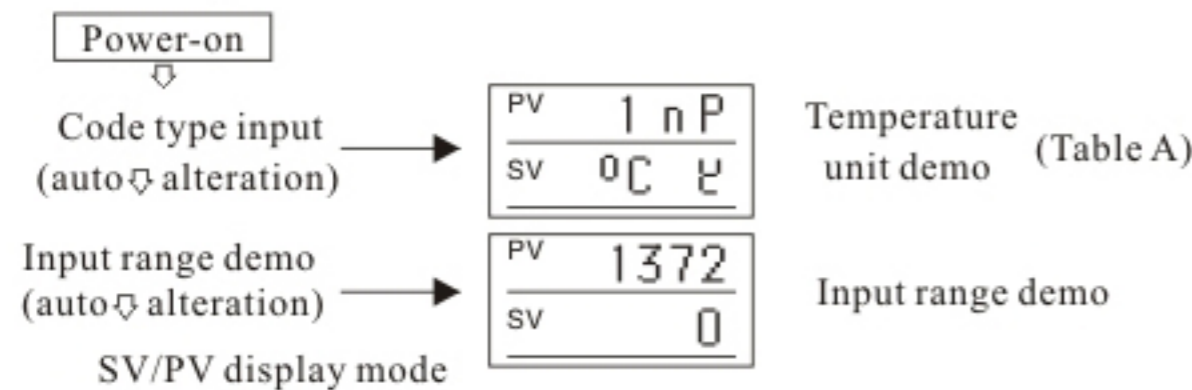 Power-on
Code type input
(auto alteration)
PV 1 n P
SV °C
Temperature
unit demo
(Table A)
Input range demo
(auto alteration)
PV 1372
SV 0
Input range demo
SV/PV display mode